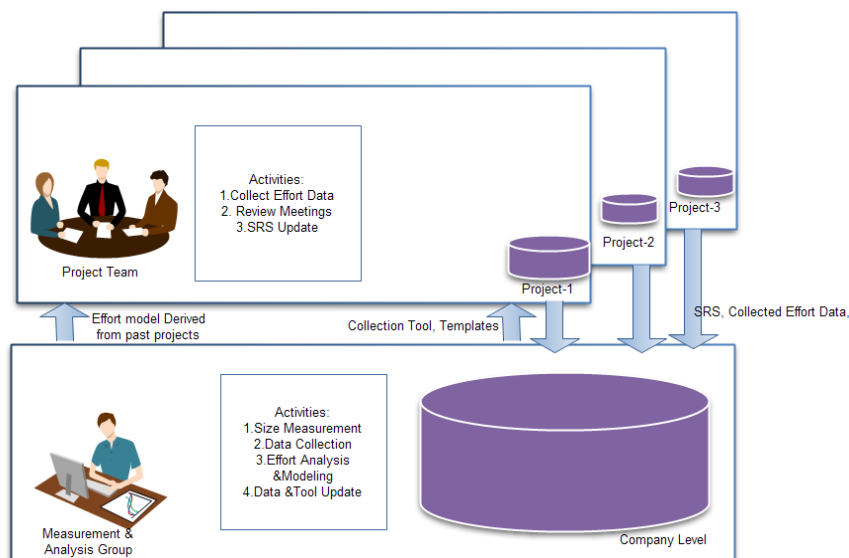 Activities:
1.Collect Effort Data
2. Review Meetings
3.SRS Update
Project Team
Project-3
Project-2
Project-1
Effort model Derived
from past projects
Collection Tool, Templates
SRS, Collected Effort Data,
Activities:
1.Size Measurement
2.Data Collection
3.Effort Analysis
&Modeling
4.Data &Tool Update
Measurement &
Analysis Group
Company Level